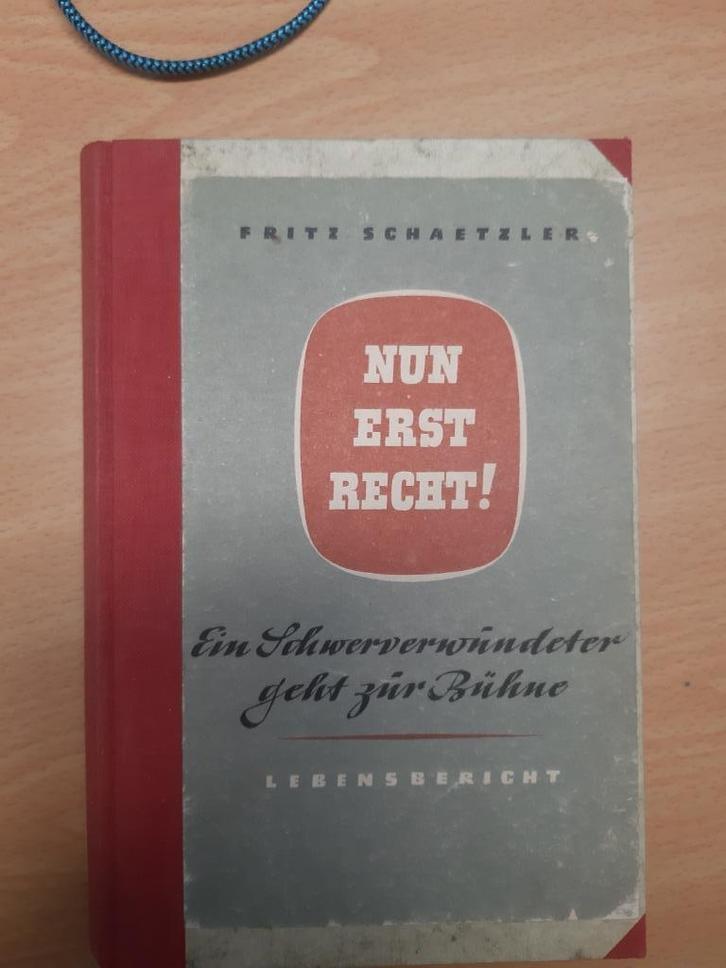 FRITZ SCHAETZLER
NUN
ERST
RECHT!
Ein Schwerverwundeter
geht zur Bühne
LEBENSBERICHT